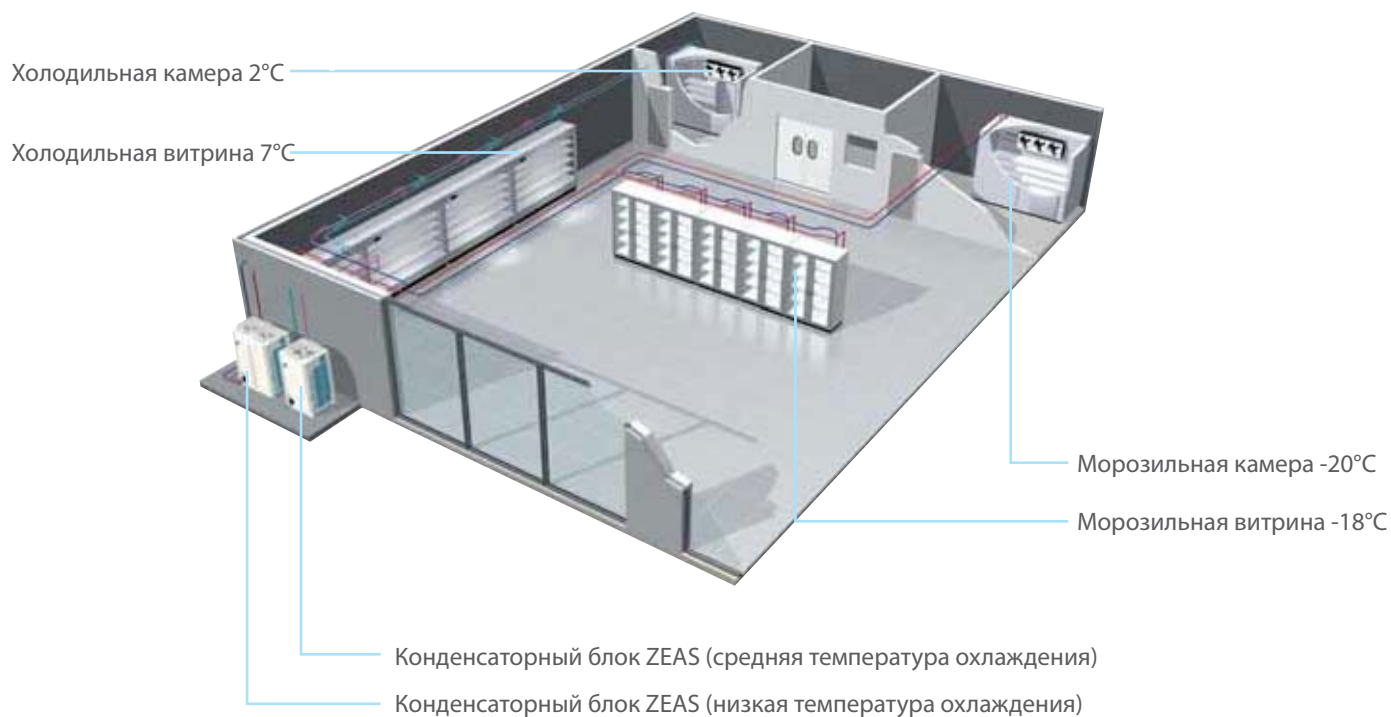 Холодильная камера 2°C
Холодильная витрина 7°C
Морозильная камера -20°C
Морозильная витрина -18°C
Конденсаторный блок ZEAS (средняя температура охлаждения)
Конденсаторный блок ZEAS (низкая температура охлаждения)